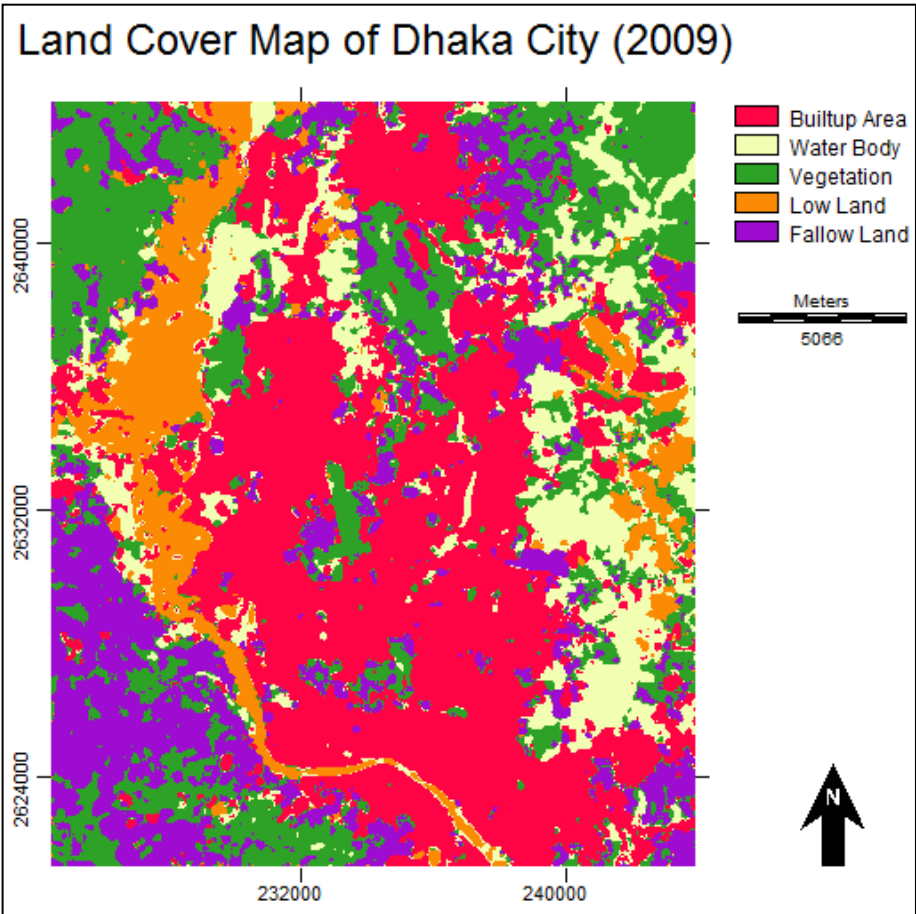 Land Cover Map of Dhaka City (2009)
Builtup Area
Water Body
Vegetation
Low Land
Fallow Land
Meters
5066
2640000
2632000
2624000
N
232000
240000